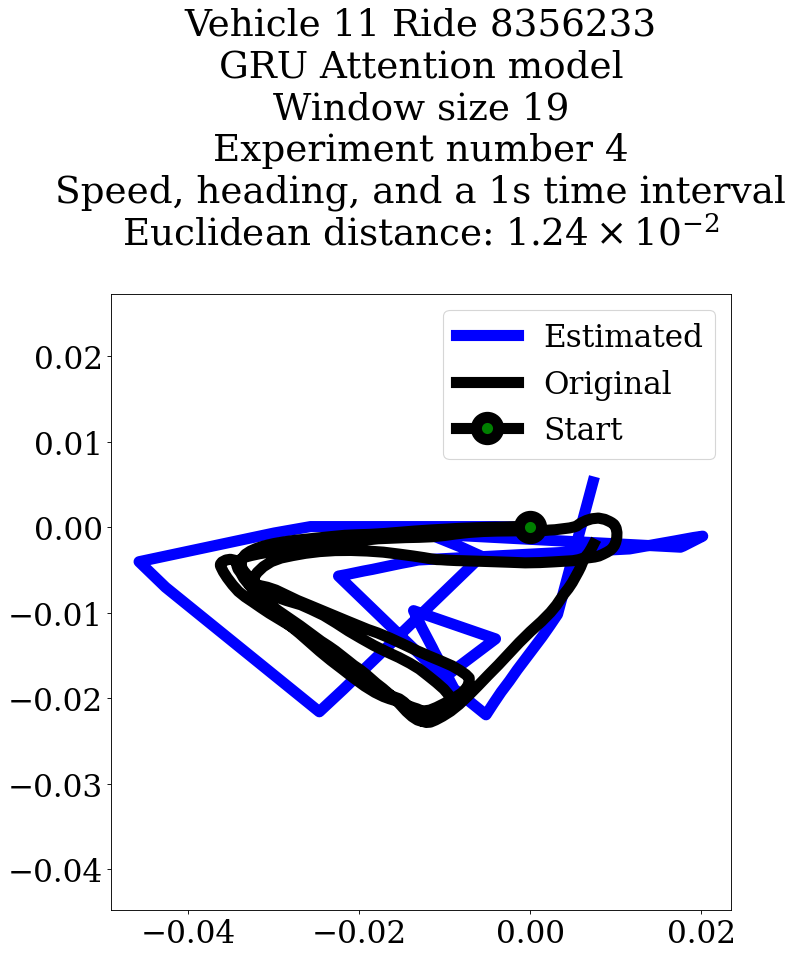 Vehicle 11 Ride 8356233
GRU Attention model
Window size 19
Experiment number 4
Speed, heading, and a 1s time interval
Euclidean distance: 1.24 × 10⁻²
Estimated
Original
Start
0.02
0.01
0.00
−0.01
−0.02
−0.03
−0.04
−0.04 −0.02 0.00 0.02